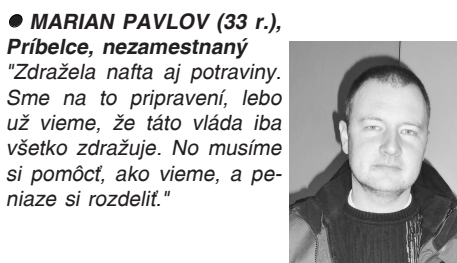 ● MARIAN PAVLOV (33 r.),
Príbelce, nezamestnaný
"Zdražela nafta aj potraviny.
Sme na to pripravení, lebo
už vieme, že táto vláda iba
všetko zdražuje. No musíme
si pomôcť, ako vieme, a pe-
niaze si rozdeliť."